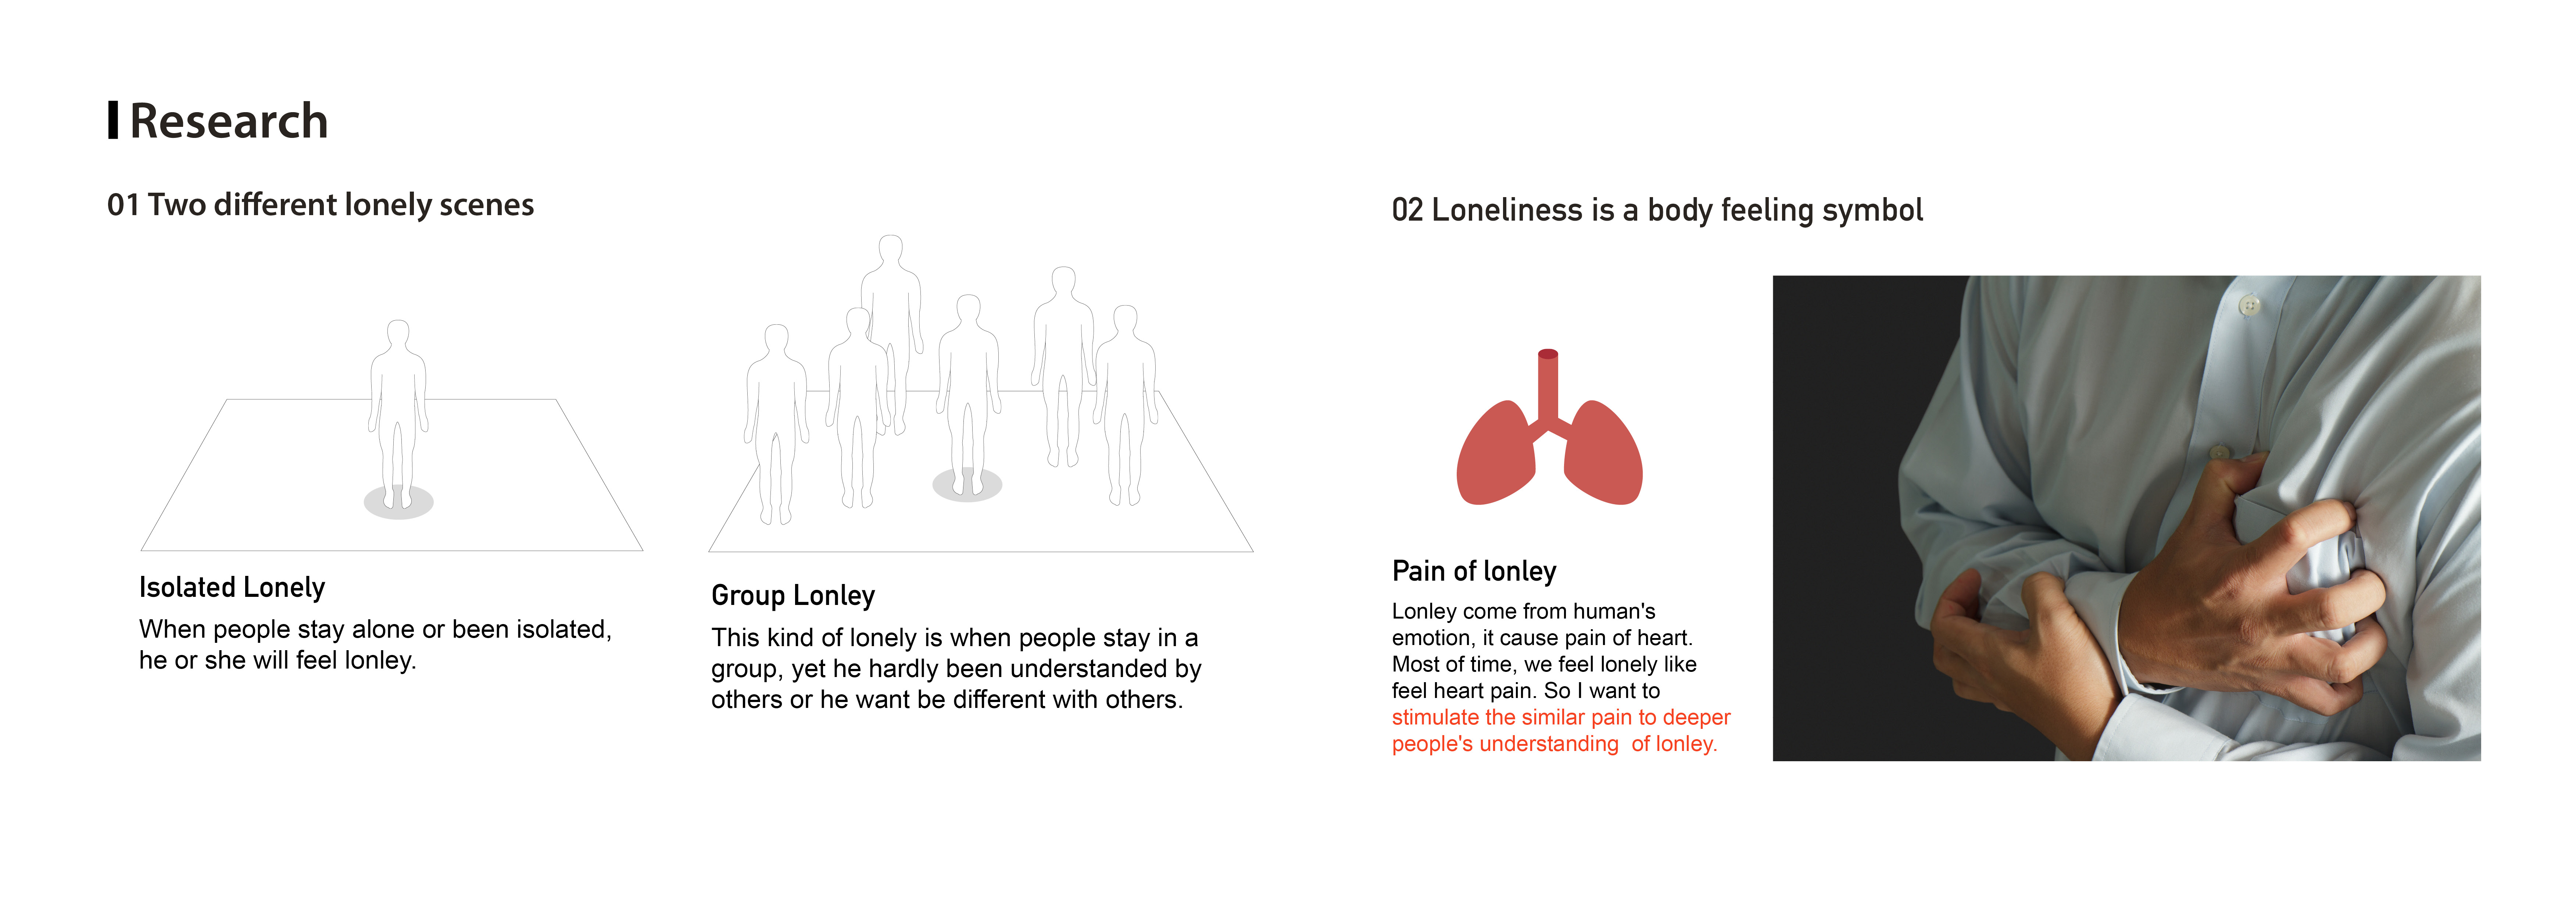 Research
01 Two different lonely scenes
Isolated Lonely
When people stay alone or been isolated,
he or she will feel lonley.
Group Lonley
This kind of lonely is when people stay in a
group, yet he hardly been understanded by
others or he want be different with others.
02 Loneliness is a body feeling symbol
Pain of lonley
Lonley come from human's
emotion, it cause pain of heart.
Most of time, we feel lonely like
feel heart pain. So I want to
stimulate the similar pain to deeper
people's understanding  of lonley.